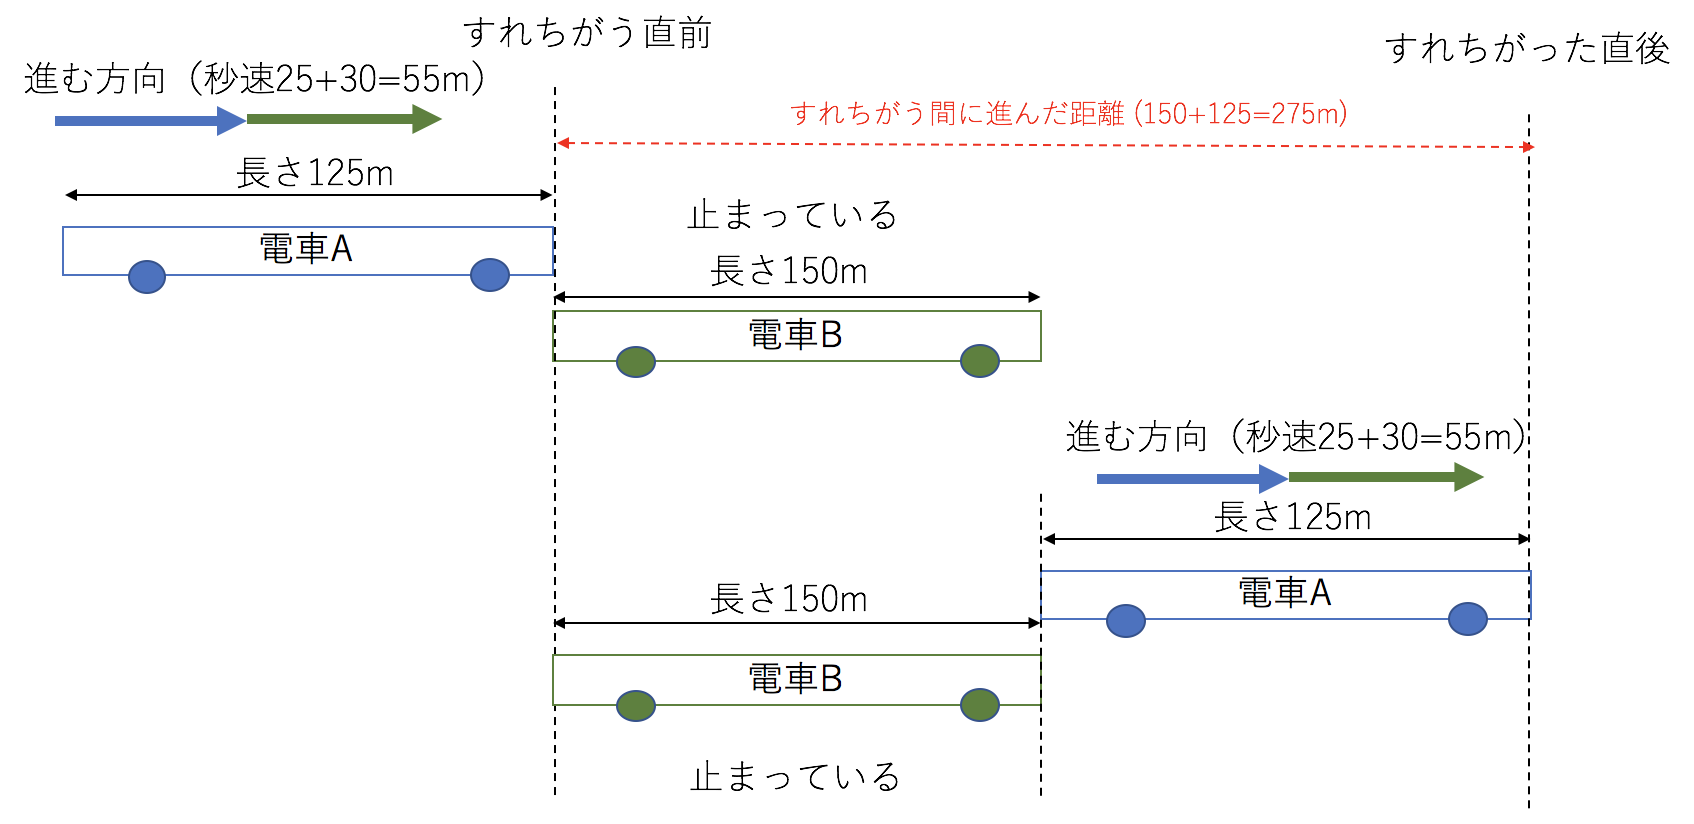 すれちがう直前
すれちがった直後
進む方向（秒速25+30=55m）
すれちがう間に進んだ距離 (150+125=275m)
長さ125m
電車A
止まっている
長さ150m
電車B
進む方向（秒速25+30=55m）
長さ125m
電車A
長さ150m
電車B
止まっている